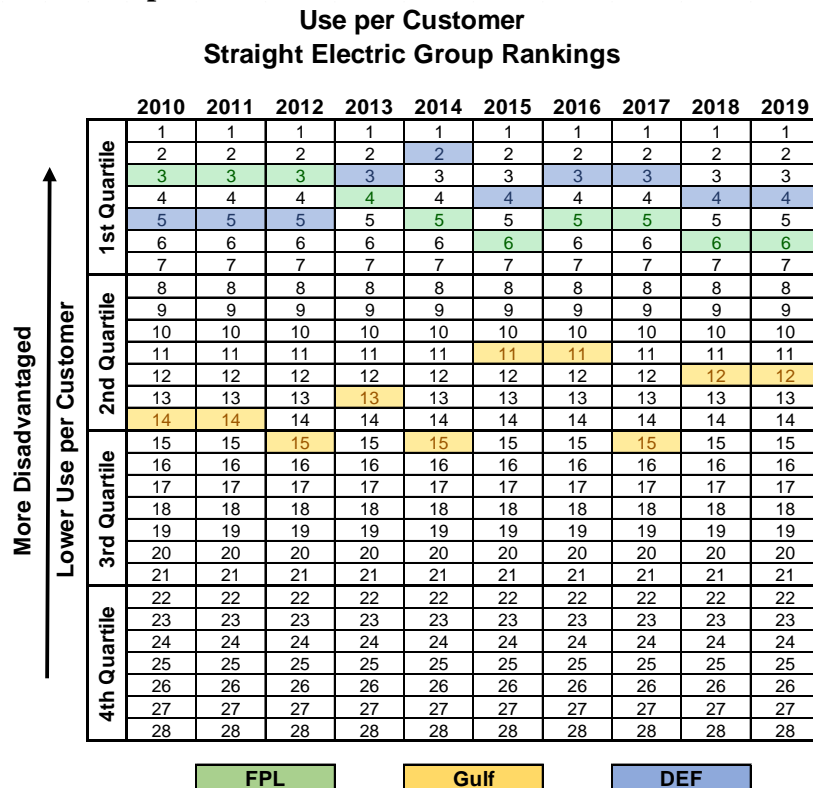 Use per Customer
Straight Electric Group Rankings
2010 2011 2012 2013 2014 2015 2016 2017 2018 2019
More Disadvantaged
Lower Use per Customer
1st Quartile
1 1 1 1 1 1 1 1 1 1
2 2 2 2 2 2 2 2 2 2
3 3 3 3 3 3 3 3 3 3
4 4 4 4 4 4 4 4 4 4
5 5 5 5 5 5 5 5 5 5
6 6 6 6 6 6 6 6 6 6
7 7 7 7 7 7 7 7 7 7
2nd Quartile
8 8 8 8 8 8 8 8 8 8
9 9 9 9 9 9 9 9 9 9
10 10 10 10 10 10 10 10 10 10
11 11 11 11 11 11 11 11 11 11
12 12 12 12 12 12 12 12 12 12
13 13 13 13 13 13 13 13 13 13
14 14 14 14 14 14 14 14 14 14
3rd Quartile
15 15 15 15 15 15 15 15 15 15
16 16 16 16 16 16 16 16 16 16
17 17 17 17 17 17 17 17 17 17
18 18 18 18 18 18 18 18 18 18
19 19 19 19 19 19 19 19 19 19
20 20 20 20 20 20 20 20 20 20
21 21 21 21 21 21 21 21 21 21
4th Quartile
22 22 22 22 22 22 22 22 22 22
23 23 23 23 23 23 23 23 23 23
24 24 24 24 24 24 24 24 24 24
25 25 25 25 25 25 25 25 25 25
26 26 26 26 26 26 26 26 26 26
27 27 27 27 27 27 27 27 27 27
28 28 28 28 28 28 28 28 28 28
FPL Gulf DEF